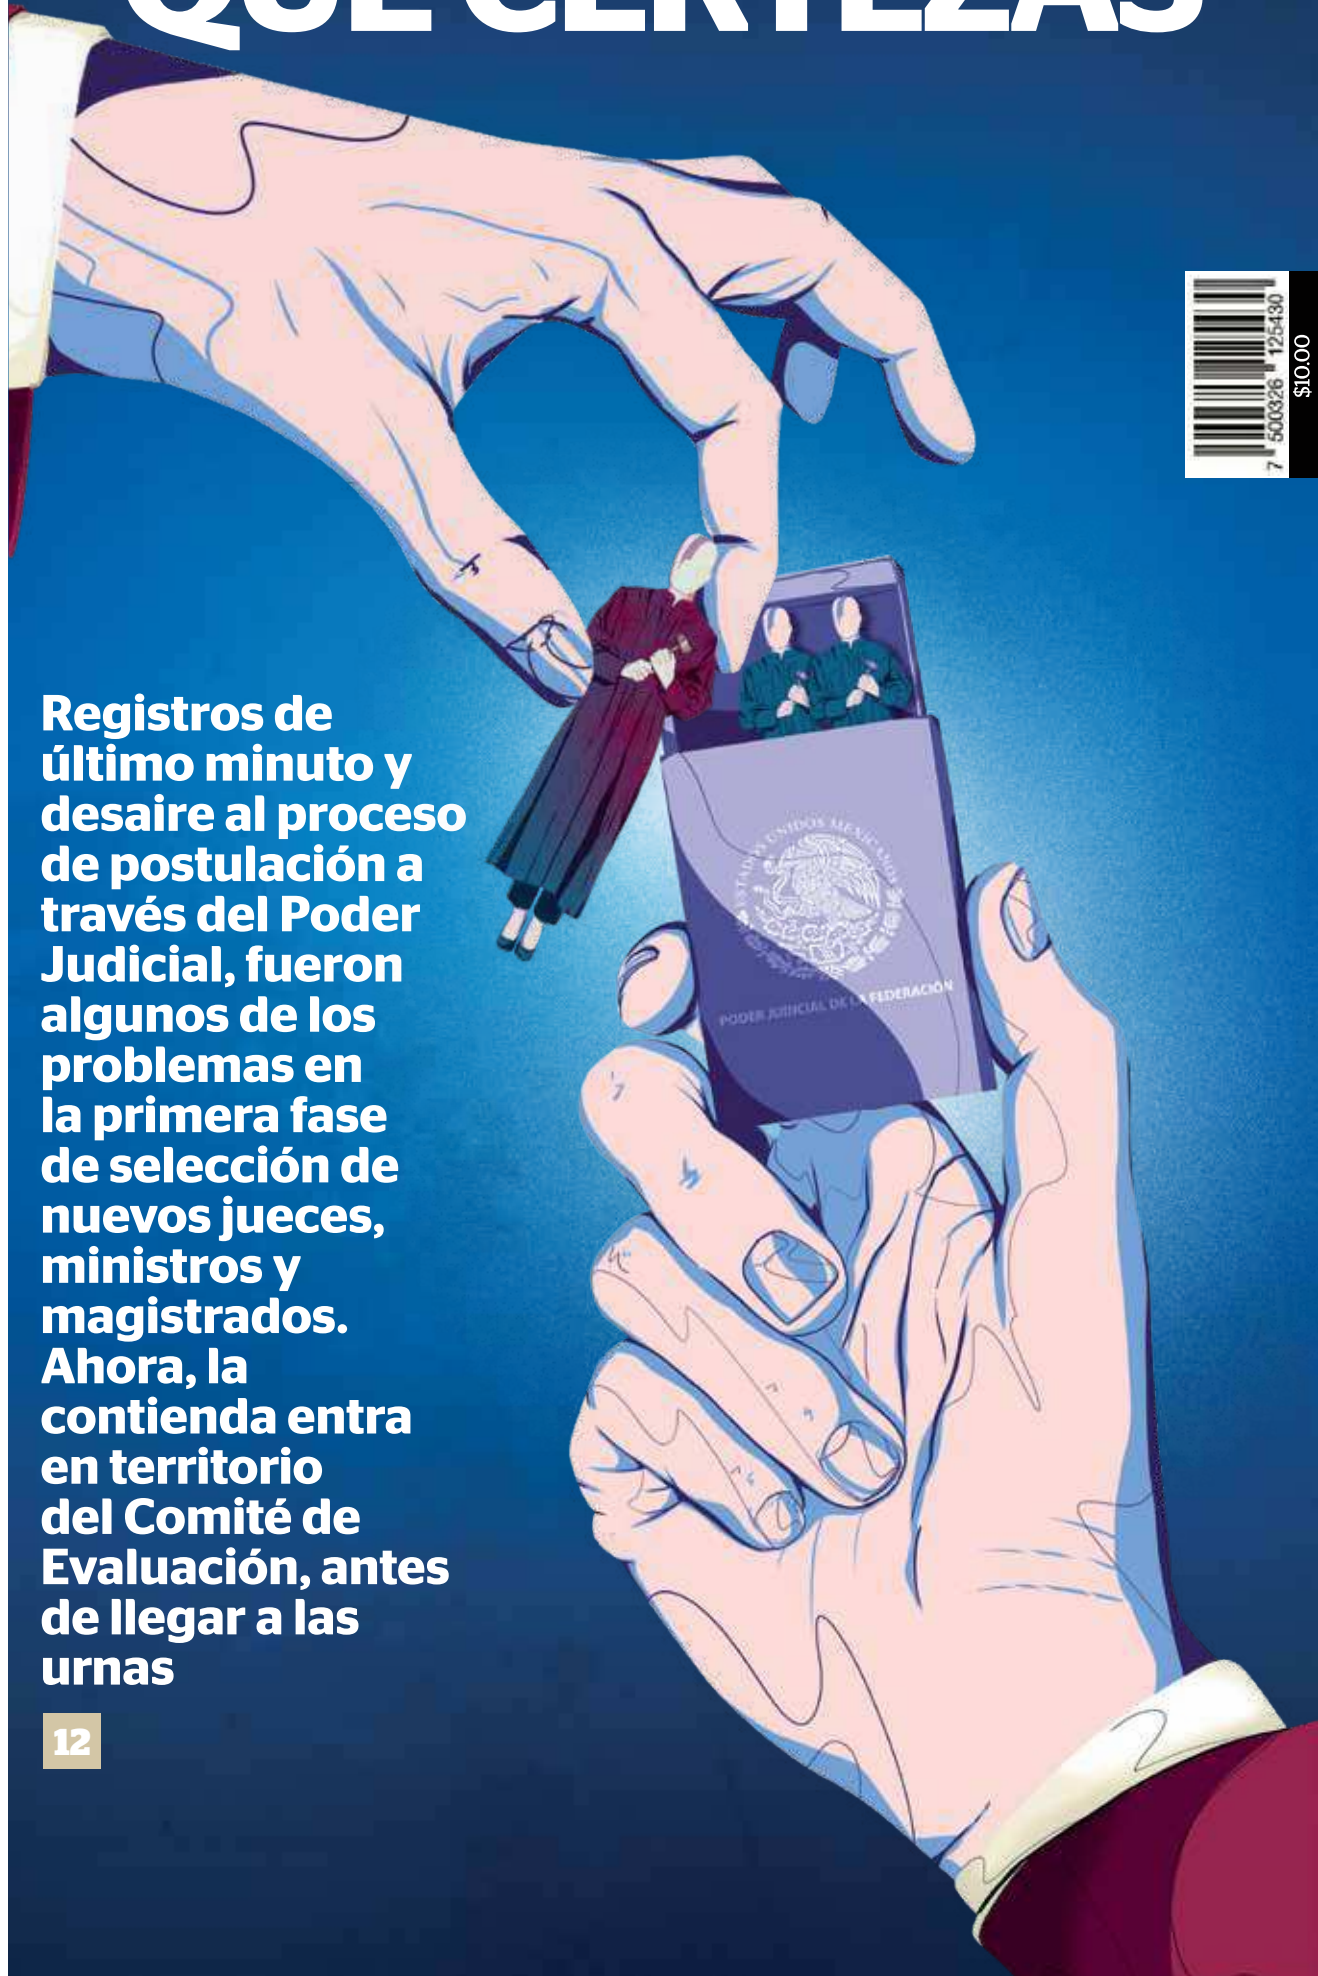 QUE CERTEZAS
7 500326 125430
$10.00
Registros de
último minuto y
desaire al proceso
de postulación a
través del Poder
Judicial, fueron
algunos de los
problemas en
la primera fase
de selección de
nuevos jueces,
ministros y
magistrados.
Ahora, la
contienda entra
en territorio
del Comité de
Evaluación, antes
de llegar a las
urnas
12
ESTADOS UNIDOS MEXICANOS
PODER JUDICIAL DE LA FEDERACIÓN